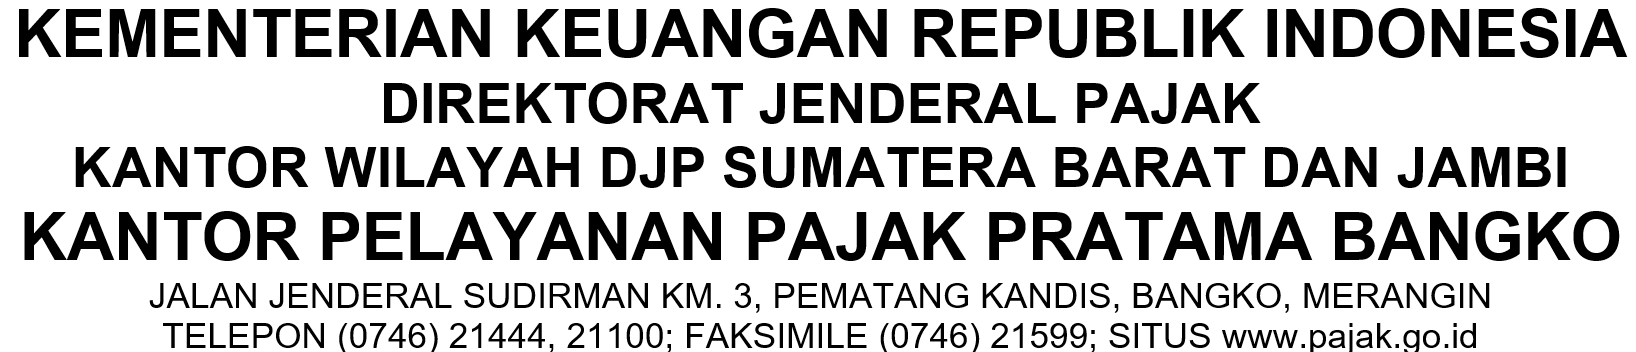 KEMENTERIAN KEUANGAN REPUBLIK INDONESIA
DIREKTORAT JENDERAL PAJAK
KANTOR WILAYAH DJP SUMATERA BARAT DAN JAMBI
KANTOR PELAYANAN PAJAK PRATAMA BANGKO
JALAN JENDERAL SUDIRMAN KM. 3, PEMATANG KANDIS, BANGKO, MERANGIN
TELEPON (0746) 21444, 21100; FAKSIMILE (0746) 21599; SITUS www.pajak.go.id